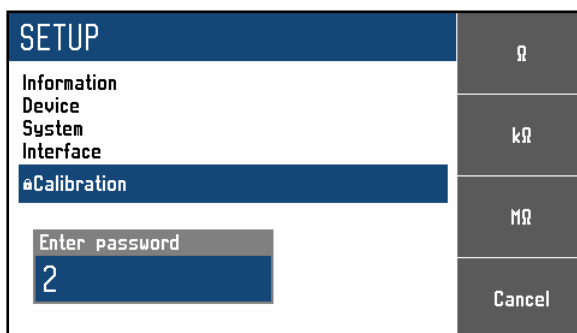 SETUP
Information
Device
System
Interface
Calibration
Enter password
2
Ω
kΩ
MΩ
Cancel